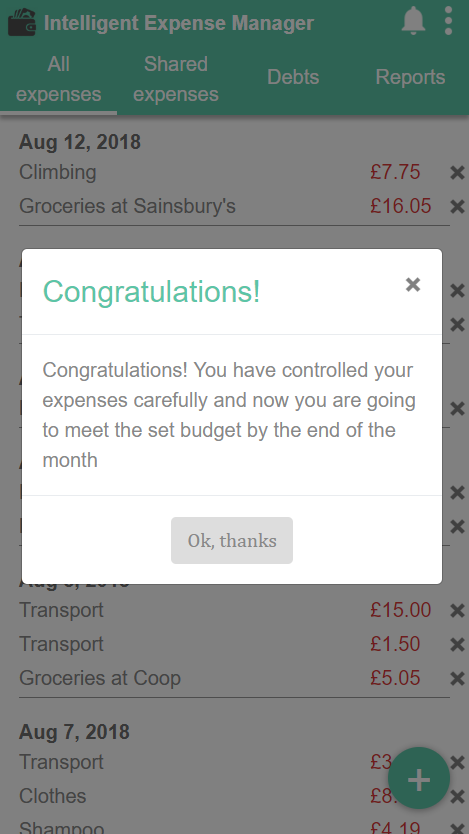 Intelligent Expense Manager
All expenses
Shared expenses
Debts
Reports
Aug 12, 2018
Climbing £7.75
Groceries at Sainsbury's £16.05
Congratulations!
Congratulations! You have controlled your
expenses carefully and now you are going
to meet the set budget by the end of the
month
Ok, thanks
Transport £15.00
Transport £1.50
Groceries at Coop £5.05
Aug 7, 2018
Transport
Clothes
Shampoo £4.19